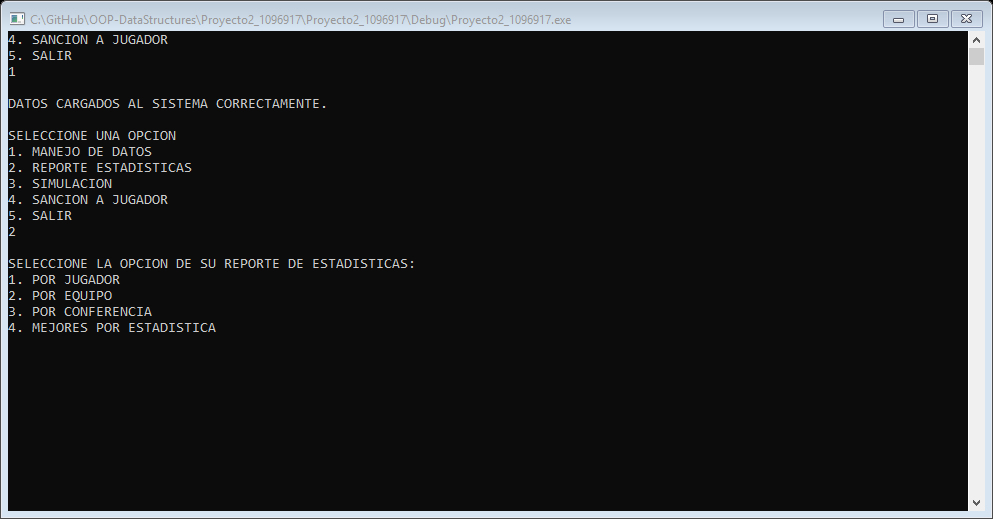 C:\GitHub\OOP-DataStructures\Proyecto2_1096917\Proyecto2_1096917\Debug\Proyecto2_1096917.exe
4. SANCION A JUGADOR
5. SALIR
1
DATOS CARGADOS AL SISTEMA CORRECTAMENTE.
SELECCIONE UNA OPCION
1. MANEJO DE DATOS
2. REPORTE ESTADISTICAS
3. SIMULACION
4. SANCION A JUGADOR
5. SALIR
2
SELECCIONE LA OPCION DE SU REPORTE DE ESTADISTICAS:
1. POR JUGADOR
2. POR EQUIPO
3. POR CONFERENCIA
4. MEJORES POR ESTADISTICA